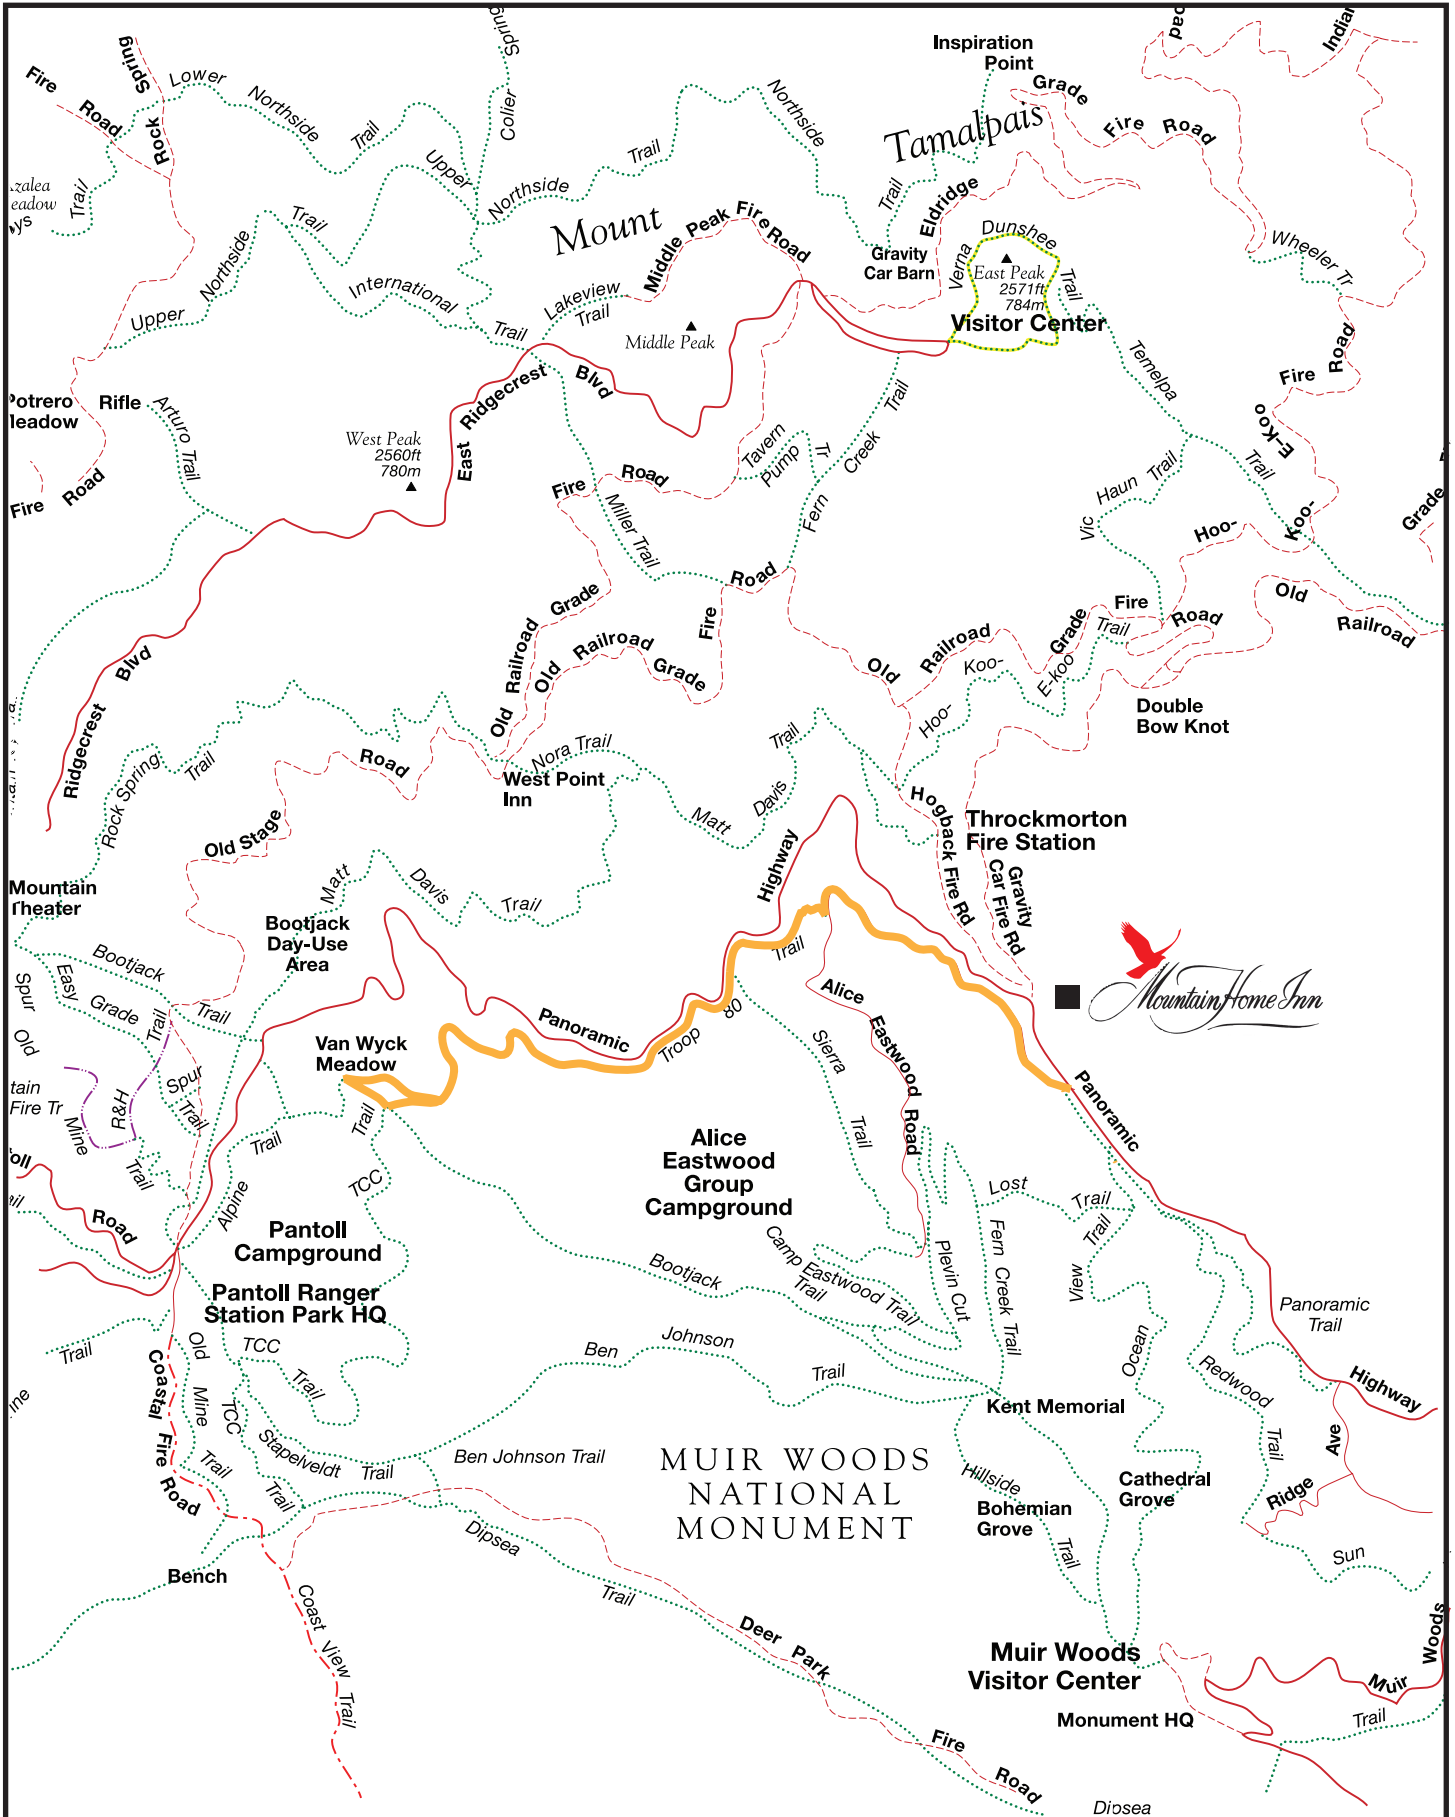 Spring
Fire
Road
Rock
Lower
Northside
Trail
Spring
Colier
Upper
Northside
Trail
Northside
Inspiration
Point
Grade
Fire Road
Indian
Mount
Tamalpais
Trail
Eldridge
Gravity
Car Barn
Middle Peak Fire Road
Verna
Dunshee
Trail
East Peak
2571ft
784m
Visitor Center
Wheeler Tr
Trail
Upper
Northside
Trail
International
Trail
Lakeview
Trail
Middle Peak
Rifle
Arturo
Trail
Fire
Road
West Peak
2560ft
780m
East
Ridgecrest
Blvd
Temelpa
Trail
Fire
Road
E-Koo
Tavern
Pump
Tr
Fern
Creek
Trail
Fire
Road
Miller Trail
Vic
Haun
Trail
Hoo-
Koo-
Grade
Ridgecrest
Blvd
Old Railroad
Grade
Old
Railroad
Grade
Fire
Road
Old
Railroad
Grade
Fire
Road
Old
Railroad
Hoo-
Koo-
E-koo
Trail
Double
Bow Knot
Rock Spring
Trail
Road
Old Stage
West Point
Inn
Nora Trail
Matt
Davis
Trail
Hogback Fire Rd
Throckmorton
Fire Station
Gravity
Car Fire Rd
Highway
Mountain
Theater
Matt
Davis
Trail
Bootjack
Day-Use
Area
Bootjack
Trail
Easy
Grade
Trail
Spur
Old
Mine
Trail
Fire Tr
R&H
Spur
Trail
Van Wyck
Meadow
Panoramic
Troop
80
Trail
Alice
Eastwood
Road
Sierra
Trail
MountainHomeInn
Panoramic
Trail
Alpine
Trail
TCC
Alice
Eastwood
Group
Campground
Road
Pantoll
Campground
Pantoll Ranger
Station Park HQ
Bootjack
Trail
Camp Eastwood Trail
Plevin Cut
Fern Creek Trail
Lost
Trail
Trail
View
Ocean
Panoramic
Trail
Highway
Redwood
Trail
Ridge
Ave
Trail
Coastal Fire
Road
Old
Mine
Trail
TCC
Trail
TCC
Stapelveldt
Trail
Trail
Ben
Johnson
Trail
Ben Johnson Trail
Kent Memorial
MUIR WOODS
NATIONAL
MONUMENT
Hillside
Trail
Bohemian
Grove
Cathedral
Grove
Sun
Bench
Dipsea
Trail
Coast View
Trail
Deer Park
Fire
Road
Muir Woods
Visitor Center
Monument HQ
Muir
Woods
Trail
Dipsea